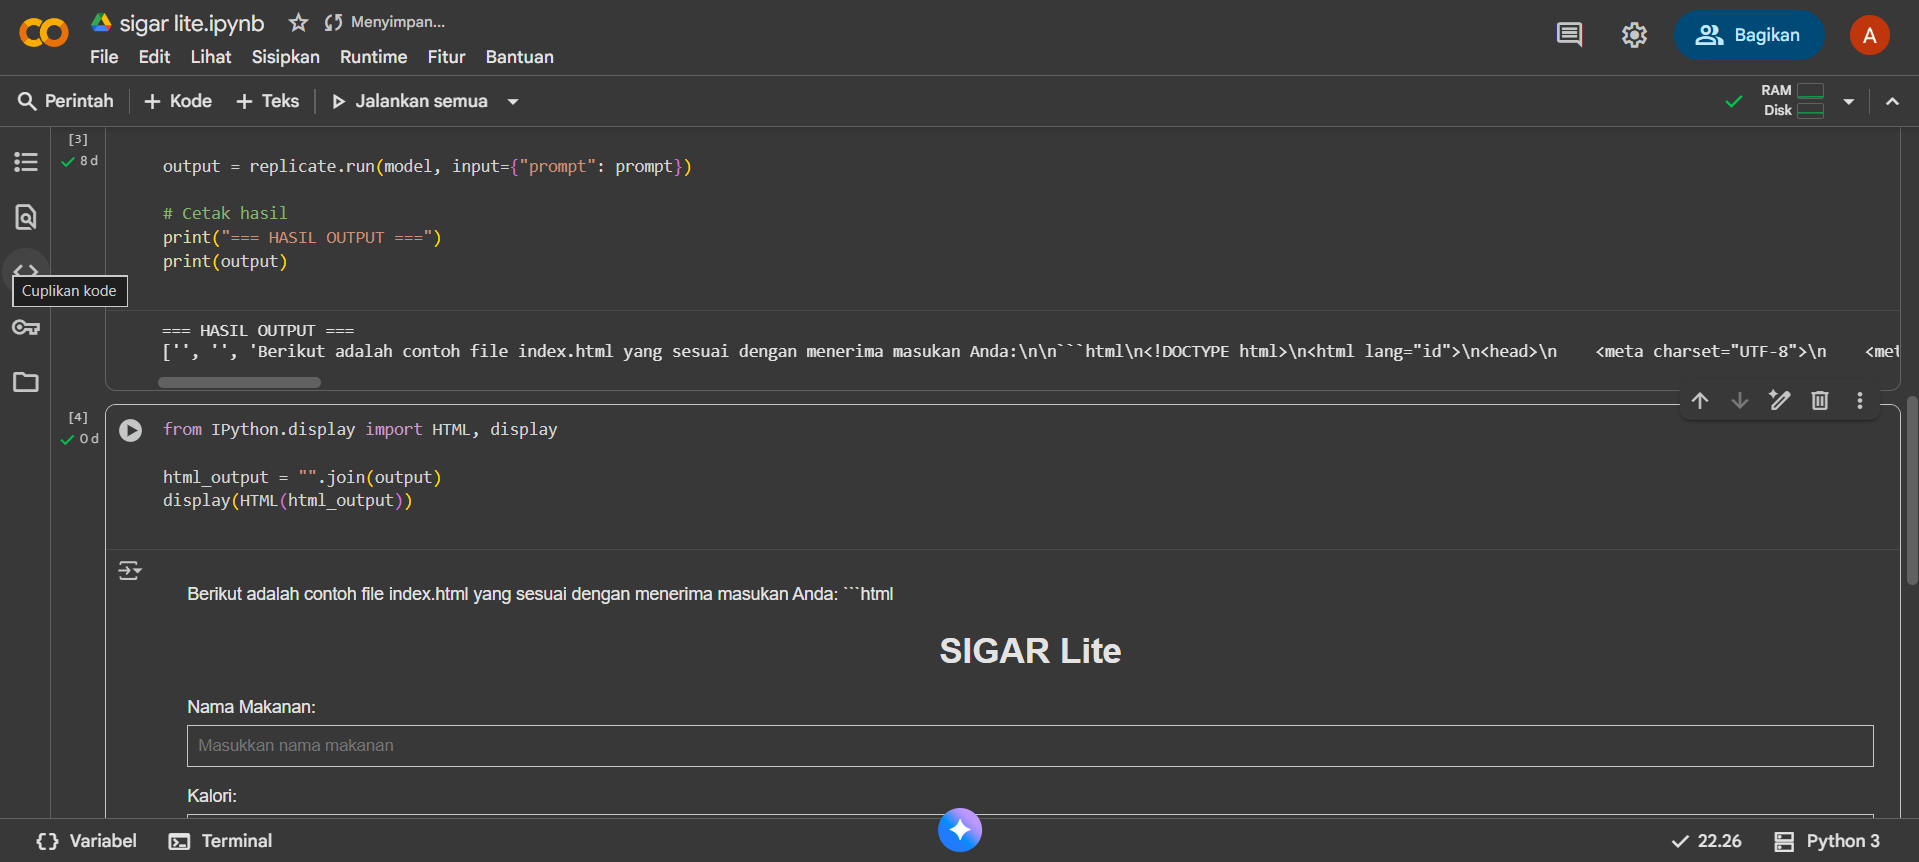 sigar lite.ipynb
Menyimpan...
File Edit Lihat Sisipkan Runtime Fitur Bantuan
Bagikan
A
Perintah + Kode + Teks Jalankan semua
RAM
Disk
[3]
8 d
output = replicate.run(model, input={"prompt": prompt})
# Cetak hasil
print("=== HASIL OUTPUT ===")
print(output)
Cuplikan kode
=== HASIL OUTPUT ===
['', '', 'Berikut adalah contoh file index.html yang sesuai dengan menerima masukan Anda:\n\n```html\n<!DOCTYPE html>\n<html lang="id">\n<head>\n    <meta charset="UTF-8">\n    <met
[4]
0 d
from IPython.display import HTML, display
html_output = "".join(output)
display(HTML(html_output))
Berikut adalah contoh file index.html yang sesuai dengan menerima masukan Anda: ```html
SIGAR Lite
Nama Makanan:
Masukkan nama makanan
Kalori:
Variabel Terminal
22.26 Python 3